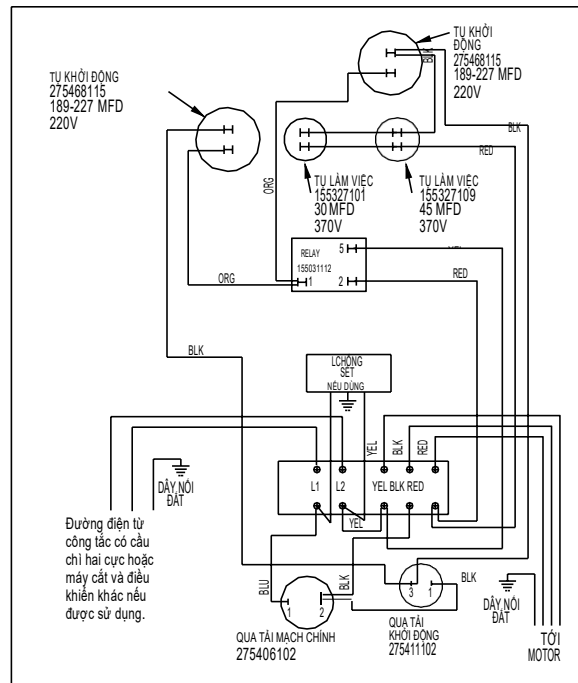 TỤ KHỞI
ĐỘNG
275468115
189-227 MFD
220V
TỤ KHỞI ĐỘNG
275468115
189-227 MFD
220V
BLK
BLK
RED
ORG
TỤ LÀM VIỆC
155327101
30 MFD
370V
TỤ LÀM VIỆC
155327109
45 MFD
370V
RELAY
155031112
5
1
2
RED
ORG
BLK
LCHỐNG
SÉT
NẾU DÙNG
YEL
BLK
RED
L1
L2
YEL BLK RED
YEL
DÂY NỐI
ĐẤT
Đường điện từ
công tắc có cầu
chì hai cực hoặc
máy cắt và điều
khiển khác nếu
được sử dụng.
BLU
BLK
1
2
3
1
BLK
QUA TẢI MẠCH CHÍNH
275406102
QUA TẢI
KHỞI ĐỘNG
275411102
DÂY NỐI
ĐẤT
TỚI
MOTOR